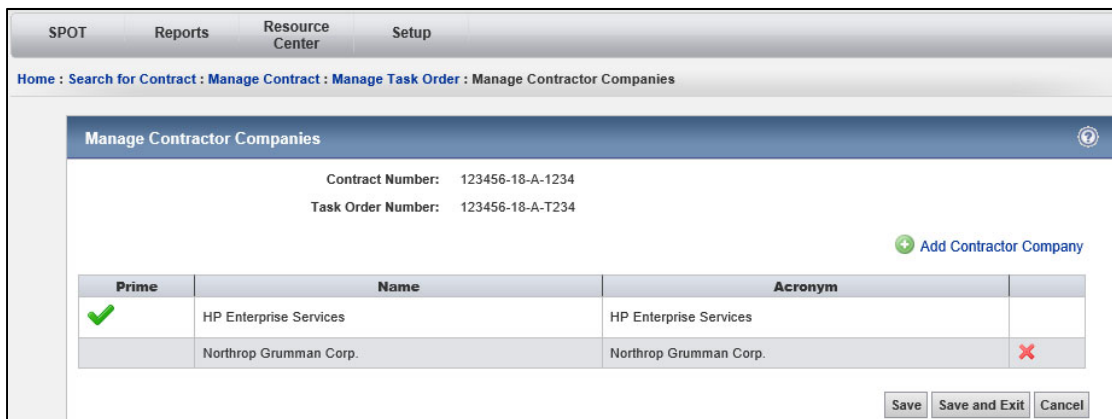 SPOT Reports Resource Center Setup
Home : Search for Contract : Manage Contract : Manage Task Order : Manage Contractor Companies
Manage Contractor Companies
Contract Number: 123456-18-A-1234
Task Order Number: 123456-18-A-T234
Add Contractor Company
Prime Name Acronym
HP Enterprise Services HP Enterprise Services
Northrop Grumman Corp. Northrop Grumman Corp.
Save Save and Exit Cancel